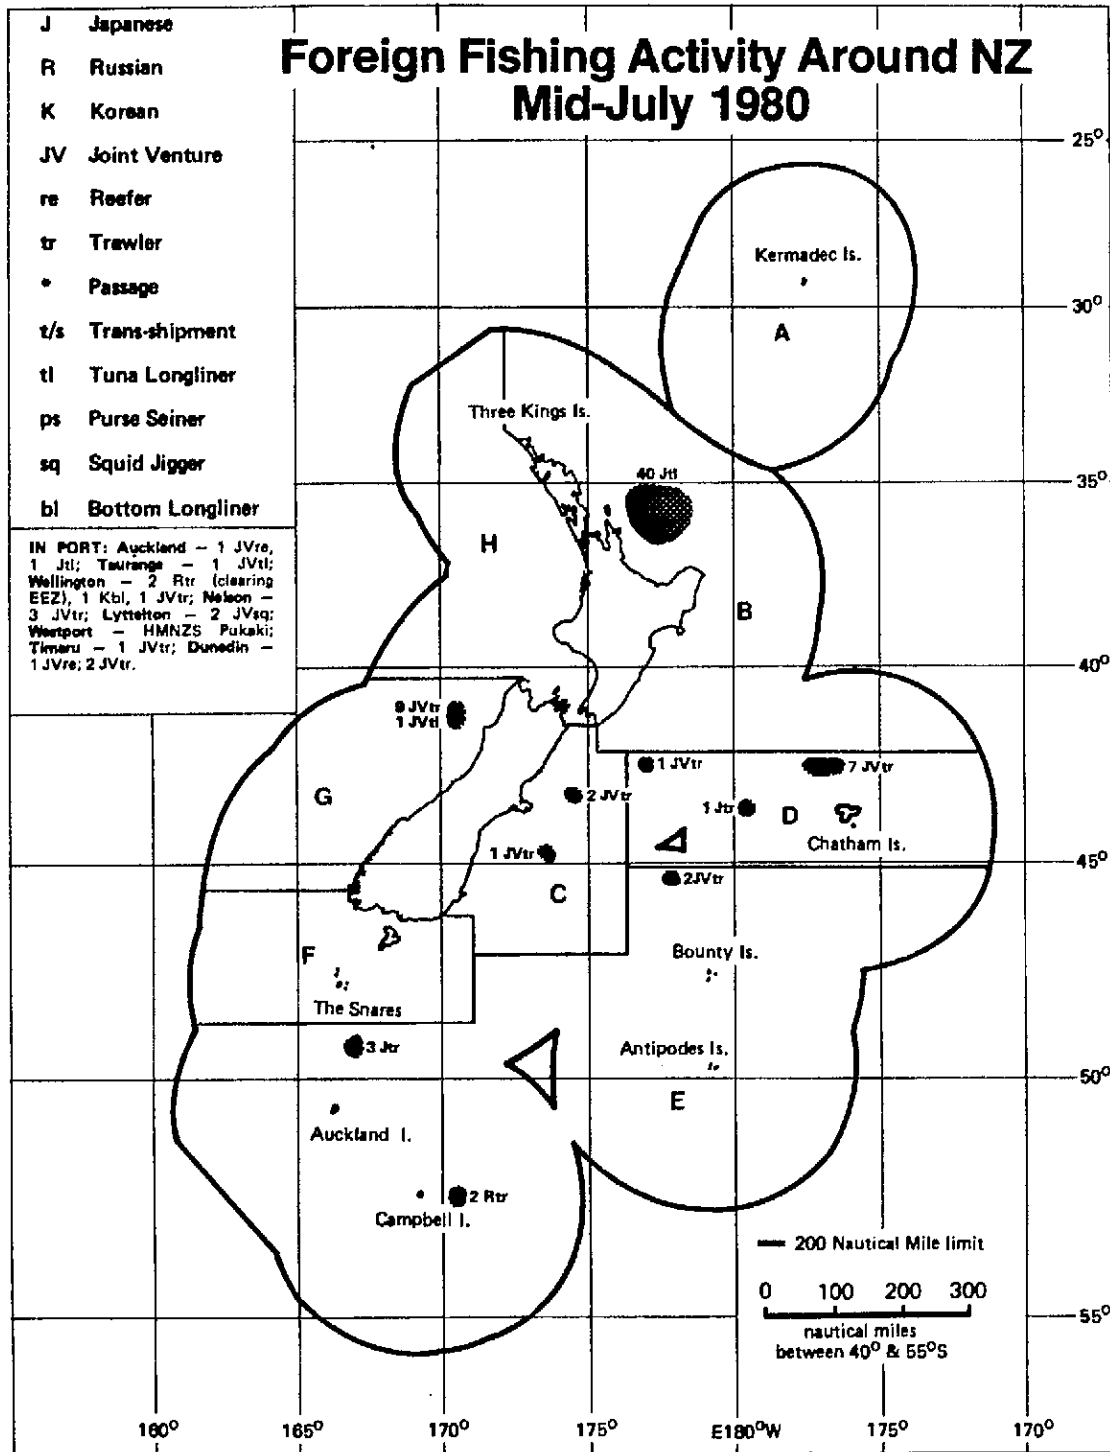 Foreign Fishing Activity Around NZ
Mid-July 1980
J Japanese
R Russian
K Korean
JV Joint Venture
re Reefer
tr Trawler
* Passage
t/s Trans-shipment
tl Tuna Longliner
ps Purse Seiner
sq Squid Jigger
bl Bottom Longliner
IN PORT: Auckland – 1 JVre,
1 Jtl; Tauranga – 1 JVtl;
Wellington – 2 Rtr (clearing
EEZ), 1 Kbl, 1 JVtr; Nelson –
3 JVtr; Lyttelton – 2 JVsq;
Westport – HMNZS Pukaki;
Timaru – 1 JVtr; Dunedin –
1 JVre; 2 JVtr.
25°
Kermadec Is.
30°
A
Three Kings Is.
40 Jtl
35°
H
B
40°
JVtr
1 JVtl
1 JVtr
7 JVtr
G
2 JVtr
1 Jtr
D
Chatham Is.
1 JVtr
45°
2JVtr
C
F
Bounty Is.
The Snares
3 Jtr
Antipodes Is.
50°
E
Auckland I.
2 Rtr
Campbell I.
200 Nautical Mile limit
0 100 200 300
nautical miles
between 40° & 55°S
55°
160° 165° 170° 175° E180°W 175° 170°